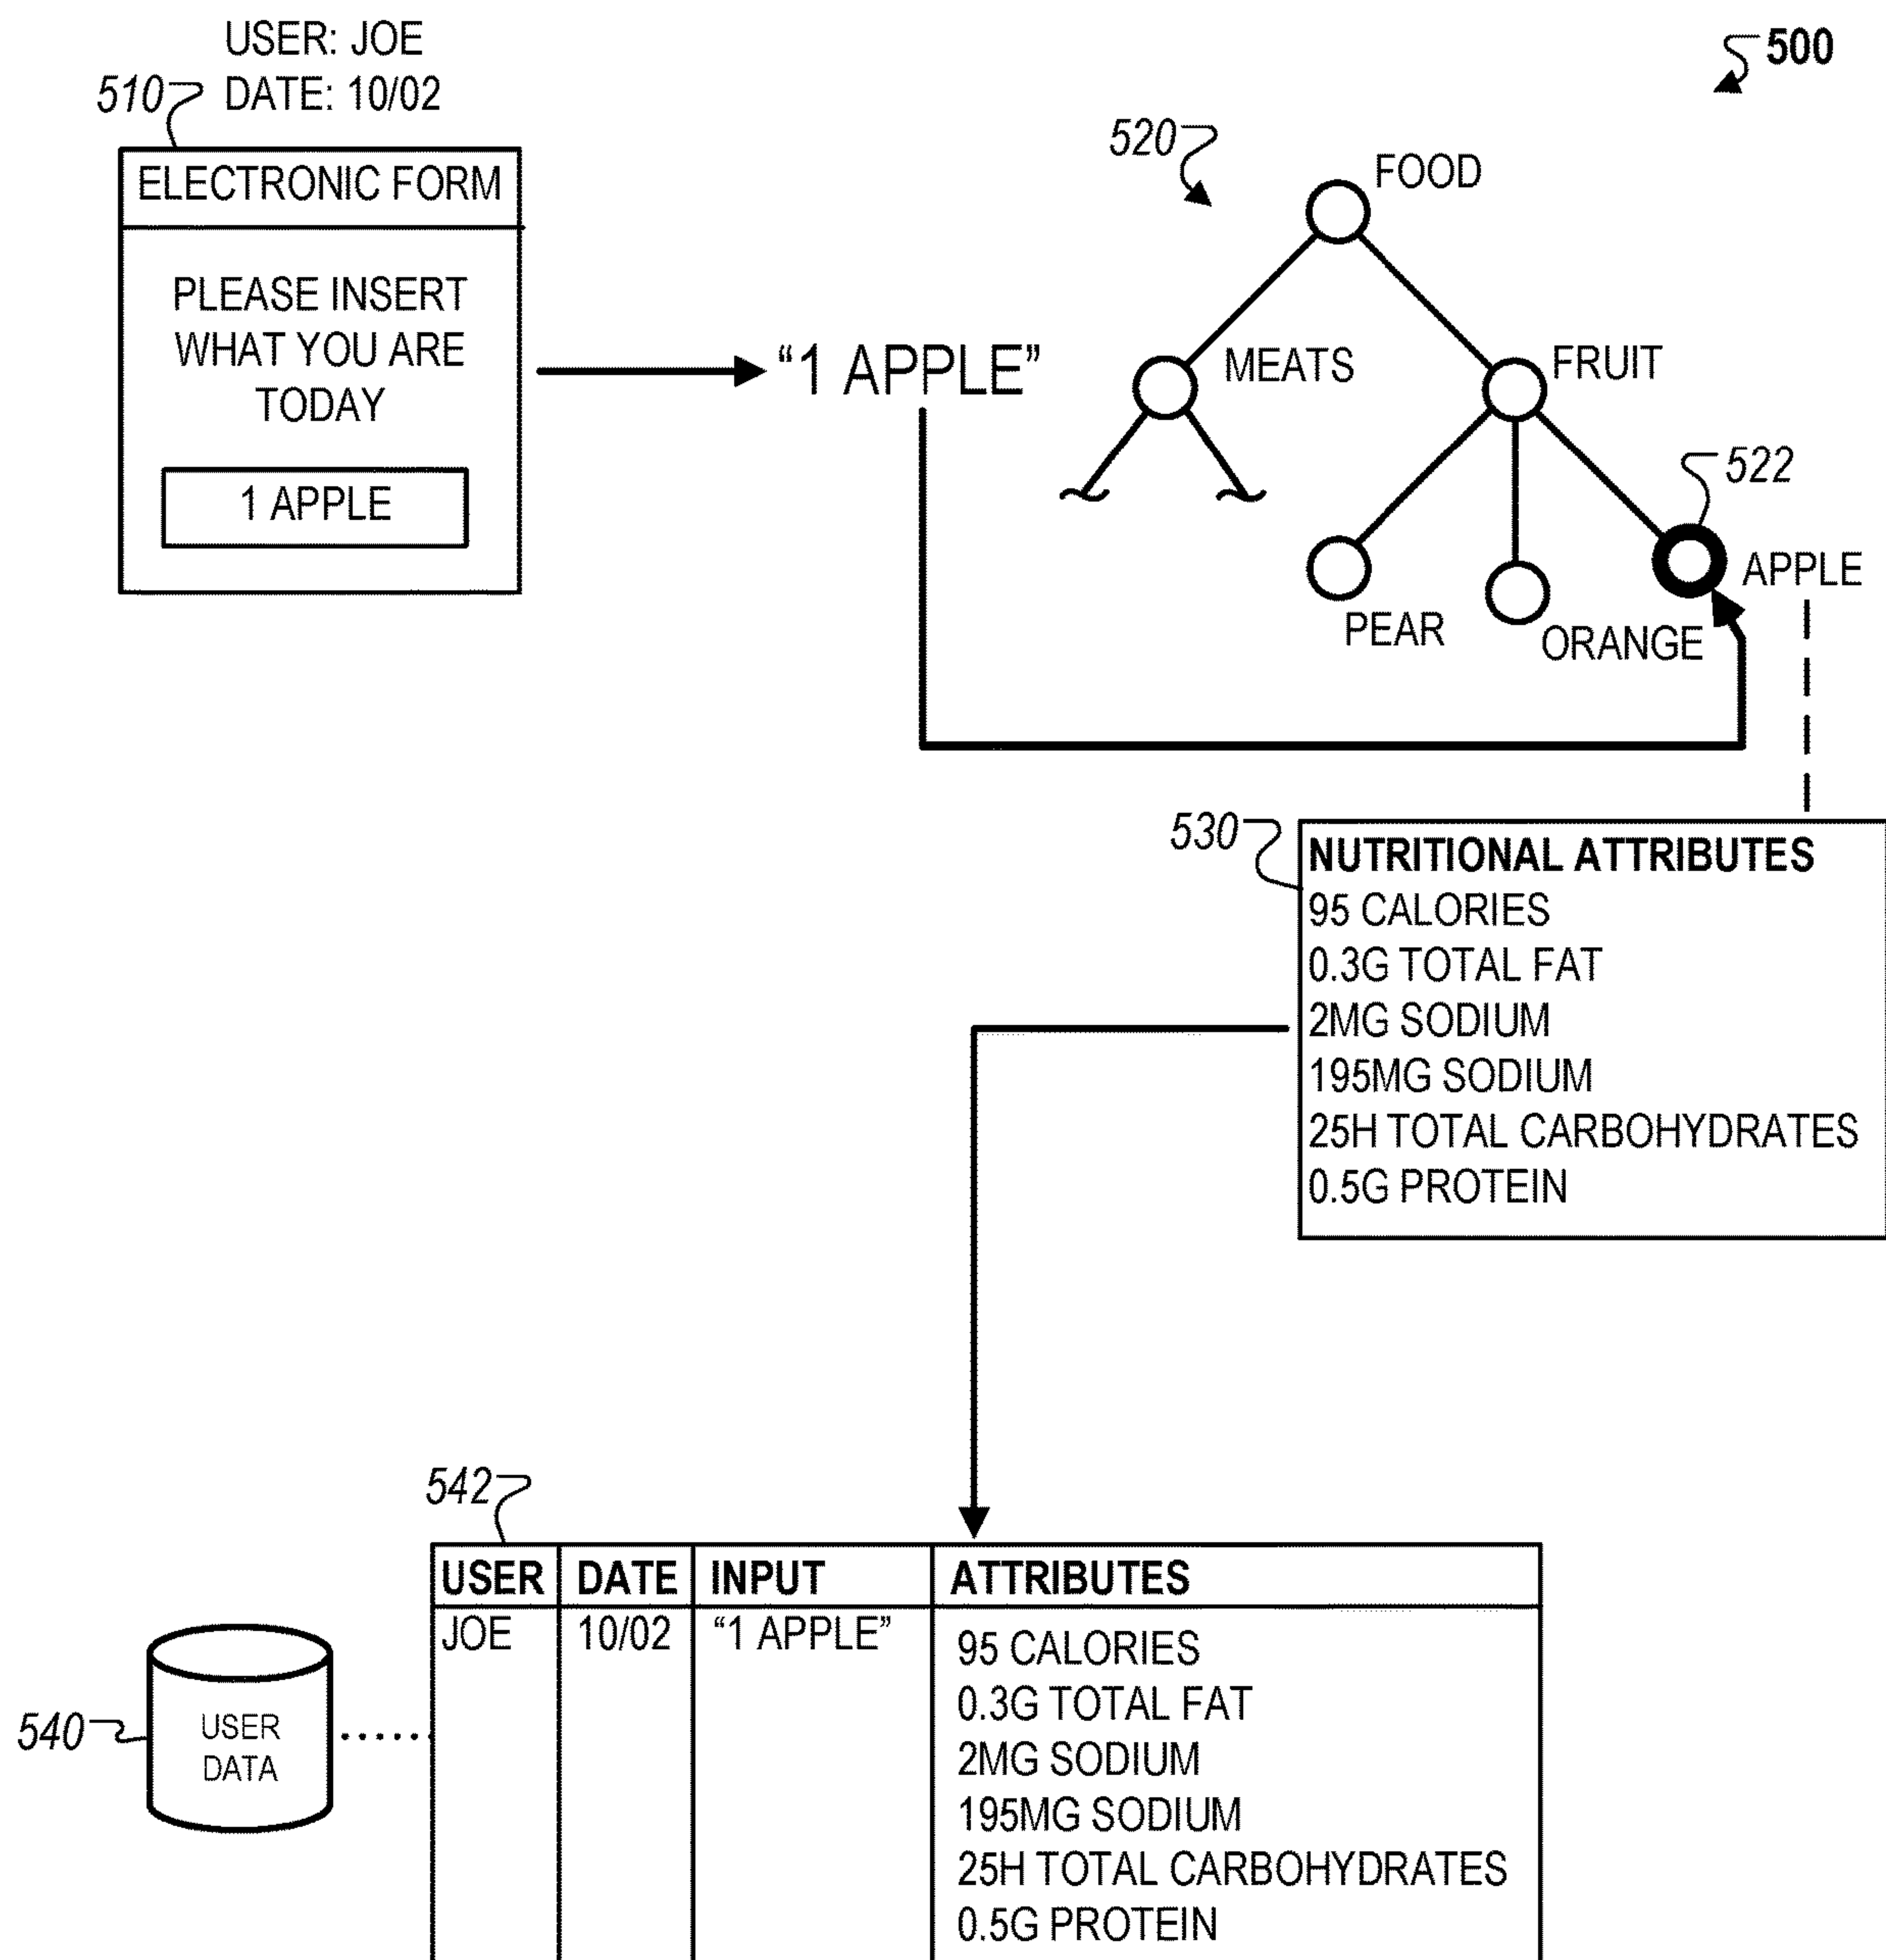 USER: JOE
DATE: 10/02
510
500
ELECTRONIC FORM
PLEASE INSERT
WHAT YOU ARE
TODAY
1 APPLE
"1 APPLE"
520
FOOD
MEATS
FRUIT
522
PEAR
ORANGE
APPLE
530
NUTRITIONAL ATTRIBUTES
95 CALORIES
0.3G TOTAL FAT
2MG SODIUM
195MG SODIUM
25H TOTAL CARBOHYDRATES
0.5G PROTEIN
542
540
USER
DATA
USER DATE INPUT ATTRIBUTES
JOE 10/02 "1 APPLE"
95 CALORIES
0.3G TOTAL FAT
2MG SODIUM
195MG SODIUM
25H TOTAL CARBOHYDRATES
0.5G PROTEIN